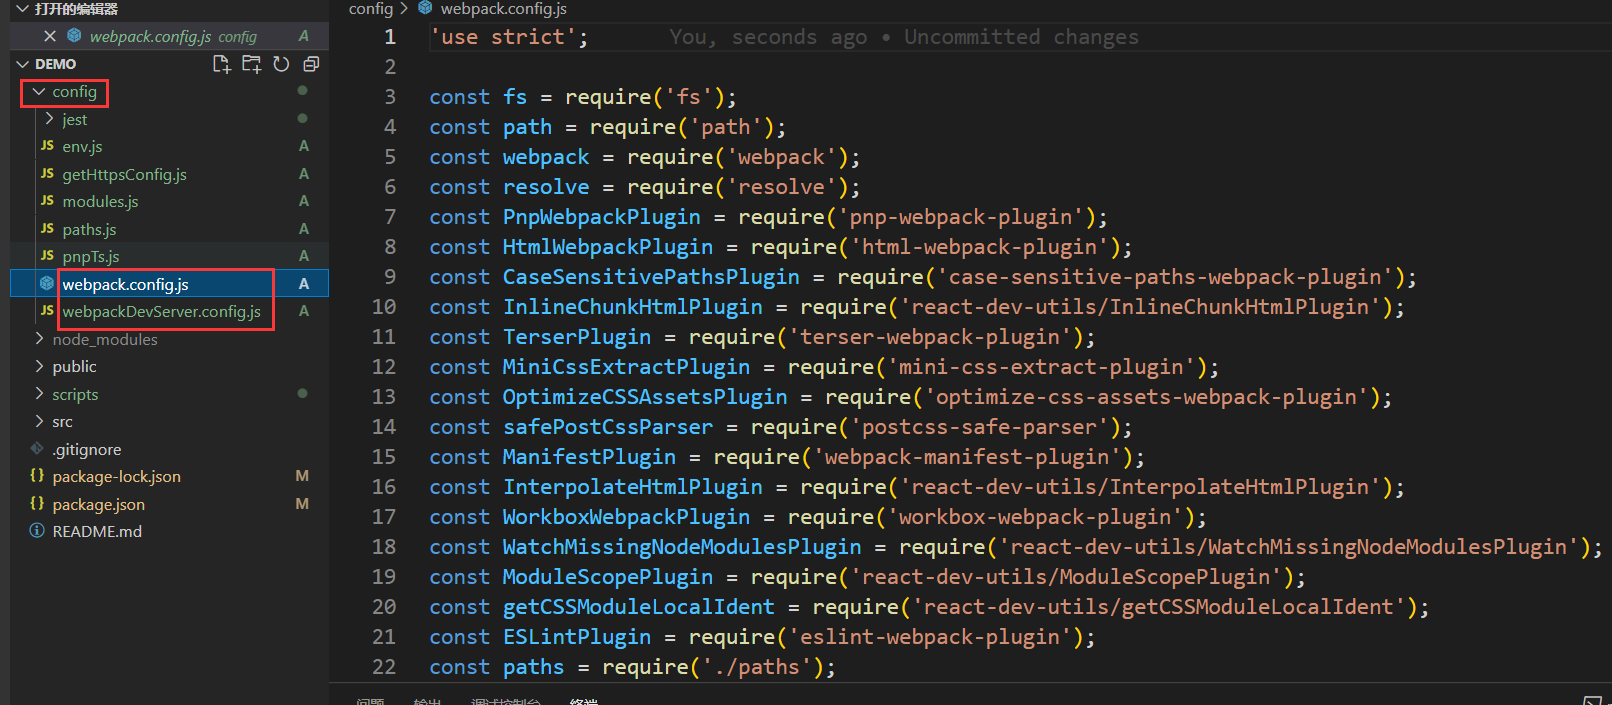 打开的编辑器
webpack.config.js config A
DEMO
config
jest
JS env.js A
JS getHttpsConfig.js A
JS modules.js A
JS paths.js A
JS pnpTs.js A
webpack.config.js A
JS webpackDevServer.config.js A
node_modules
public
scripts
src
.gitignore
{} package-lock.json M
{} package.json M
README.md
config > webpack.config.js
1 'use strict'; You, seconds ago • Uncommitted changes
2
3 const fs = require('fs');
4 const path = require('path');
5 const webpack = require('webpack');
6 const resolve = require('resolve');
7 const PnpWebpackPlugin = require('pnp-webpack-plugin');
8 const HtmlWebpackPlugin = require('html-webpack-plugin');
9 const CaseSensitivePathsPlugin = require('case-sensitive-paths-webpack-plugin');
10 const InlineChunkHtmlPlugin = require('react-dev-utils/InlineChunkHtmlPlugin');
11 const TerserPlugin = require('terser-webpack-plugin');
12 const MiniCssExtractPlugin = require('mini-css-extract-plugin');
13 const OptimizeCSSAssetsPlugin = require('optimize-css-assets-webpack-plugin');
14 const safePostCssParser = require('postcss-safe-parser');
15 const ManifestPlugin = require('webpack-manifest-plugin');
16 const InterpolateHtmlPlugin = require('react-dev-utils/InterpolateHtmlPlugin');
17 const WorkboxWebpackPlugin = require('workbox-webpack-plugin');
18 const WatchMissingNodeModulesPlugin = require('react-dev-utils/WatchMissingNodeModulesPlugin');
19 const ModuleScopePlugin = require('react-dev-utils/ModuleScopePlugin');
20 const getCSSModuleLocalIdent = require('react-dev-utils/getCSSModuleLocalIdent');
21 const ESLintPlugin = require('eslint-webpack-plugin');
22 const paths = require('./paths');
问题 输出 调试控制台 终端